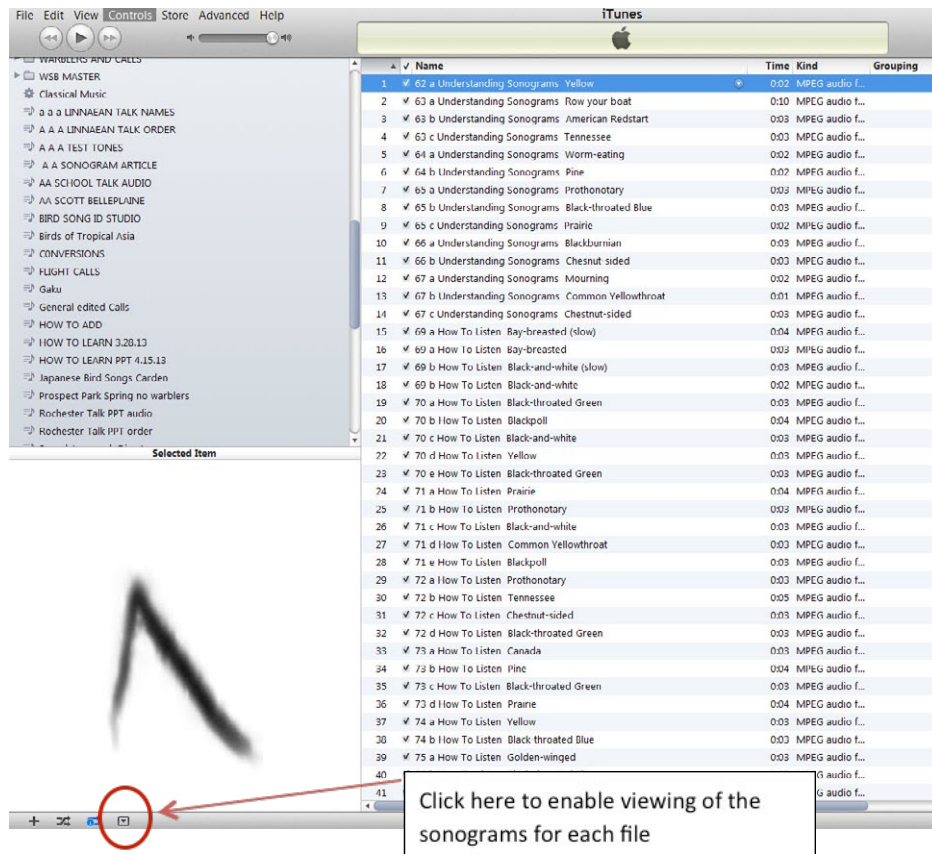 File Edit View Controls Store Advanced Help
iTunes
WARBLERS AND CALLS
WSB MASTER
Classical Music
a a a LINNAEAN TALK NAMES
A A A LINNAEAN TALK ORDER
A A A TEST TONES
A A SONOGRAM ARTICLE
AA SCHOOL TALK AUDIO
AA SCOTT BELLEPLAINE
BIRD SONG ID STUDIO
Birds of Tropical Asia
CONVERSIONS
FLIGHT CALLS
Gaku
General edited Calls
HOW TO ADD
HOW TO LEARN 3.28.13
HOW TO LEARN PPT 4.15.13
Japanese Bird Songs Carden
Prospect Park Spring no warblers
Rochester Talk PPT audio
Rochester Talk PPT order
Selected Item
Name Time Kind Grouping
1 62 a Understanding Sonograms Yellow 0:02 MPEG audio f...
2 63 a Understanding Sonograms Row your boat 0:10 MPEG audio f...
3 63 b Understanding Sonograms American Redstart 0:03 MPEG audio f...
4 63 c Understanding Sonograms Tennessee 0:03 MPEG audio f...
5 64 a Understanding Sonograms Worm-eating 0:02 MPEG audio f...
6 64 b Understanding Sonograms Pine 0:02 MPEG audio f...
7 65 a Understanding Sonograms Prothonotary 0:03 MPEG audio f...
8 65 b Understanding Sonograms Black-throated Blue 0:03 MPEG audio f...
9 65 c Understanding Sonograms Prairie 0:02 MPEG audio f...
10 66 a Understanding Sonograms Blackburnian 0:03 MPEG audio f...
11 66 b Understanding Sonograms Chesnut-sided 0:03 MPEG audio f...
12 67 a Understanding Sonograms Mourning 0:02 MPEG audio f...
13 67 b Understanding Sonograms Common Yellowthroat 0:01 MPEG audio f...
14 67 c Understanding Sonograms Chestnut-sided 0:03 MPEG audio f...
15 69 a How To Listen Bay-breasted (slow) 0:04 MPEG audio f...
16 69 a How To Listen Bay-breasted 0:03 MPEG audio f...
17 69 b How To Listen Black-and-white (slow) 0:03 MPEG audio f...
18 69 b How To Listen Black-and-white 0:02 MPEG audio f...
19 70 a How To Listen Black-throated Green 0:03 MPEG audio f...
20 70 b How To Listen Blackpoll 0:04 MPEG audio f...
21 70 c How To Listen Black-and-white 0:03 MPEG audio f...
22 70 d How To Listen Yellow 0:03 MPEG audio f...
23 70 e How To Listen Black-throated Green 0:03 MPEG audio f...
24 71 a How To Listen Prairie 0:04 MPEG audio f...
25 71 b How To Listen Prothonotary 0:03 MPEG audio f...
26 71 c How To Listen Black-and-white 0:03 MPEG audio f...
27 71 d How To Listen Common Yellowthroat 0:03 MPEG audio f...
28 71 e How To Listen Blackpoll 0:03 MPEG audio f...
29 72 a How To Listen Prothonotary 0:03 MPEG audio f...
30 72 b How To Listen Tennessee 0:05 MPEG audio f...
31 72 c How To Listen Chestnut-sided 0:03 MPEG audio f...
32 72 d How To Listen Black-throated Green 0:03 MPEG audio f...
33 73 a How To Listen Canada 0:03 MPEG audio f...
34 73 b How To Listen Pine 0:04 MPEG audio f...
35 73 c How To Listen Black-throated Green 0:03 MPEG audio f...
36 73 d How To Listen Prairie 0:04 MPEG audio f...
37 74 a How To Listen Yellow 0:03 MPEG audio f...
38 74 b How To Listen Black throated Blue 0:03 MPEG audio f...
39 75 a How To Listen Golden-winged 0:03 MPEG audio f...
40
41 G audio f...
Click here to enable viewing of the
sonograms for each file